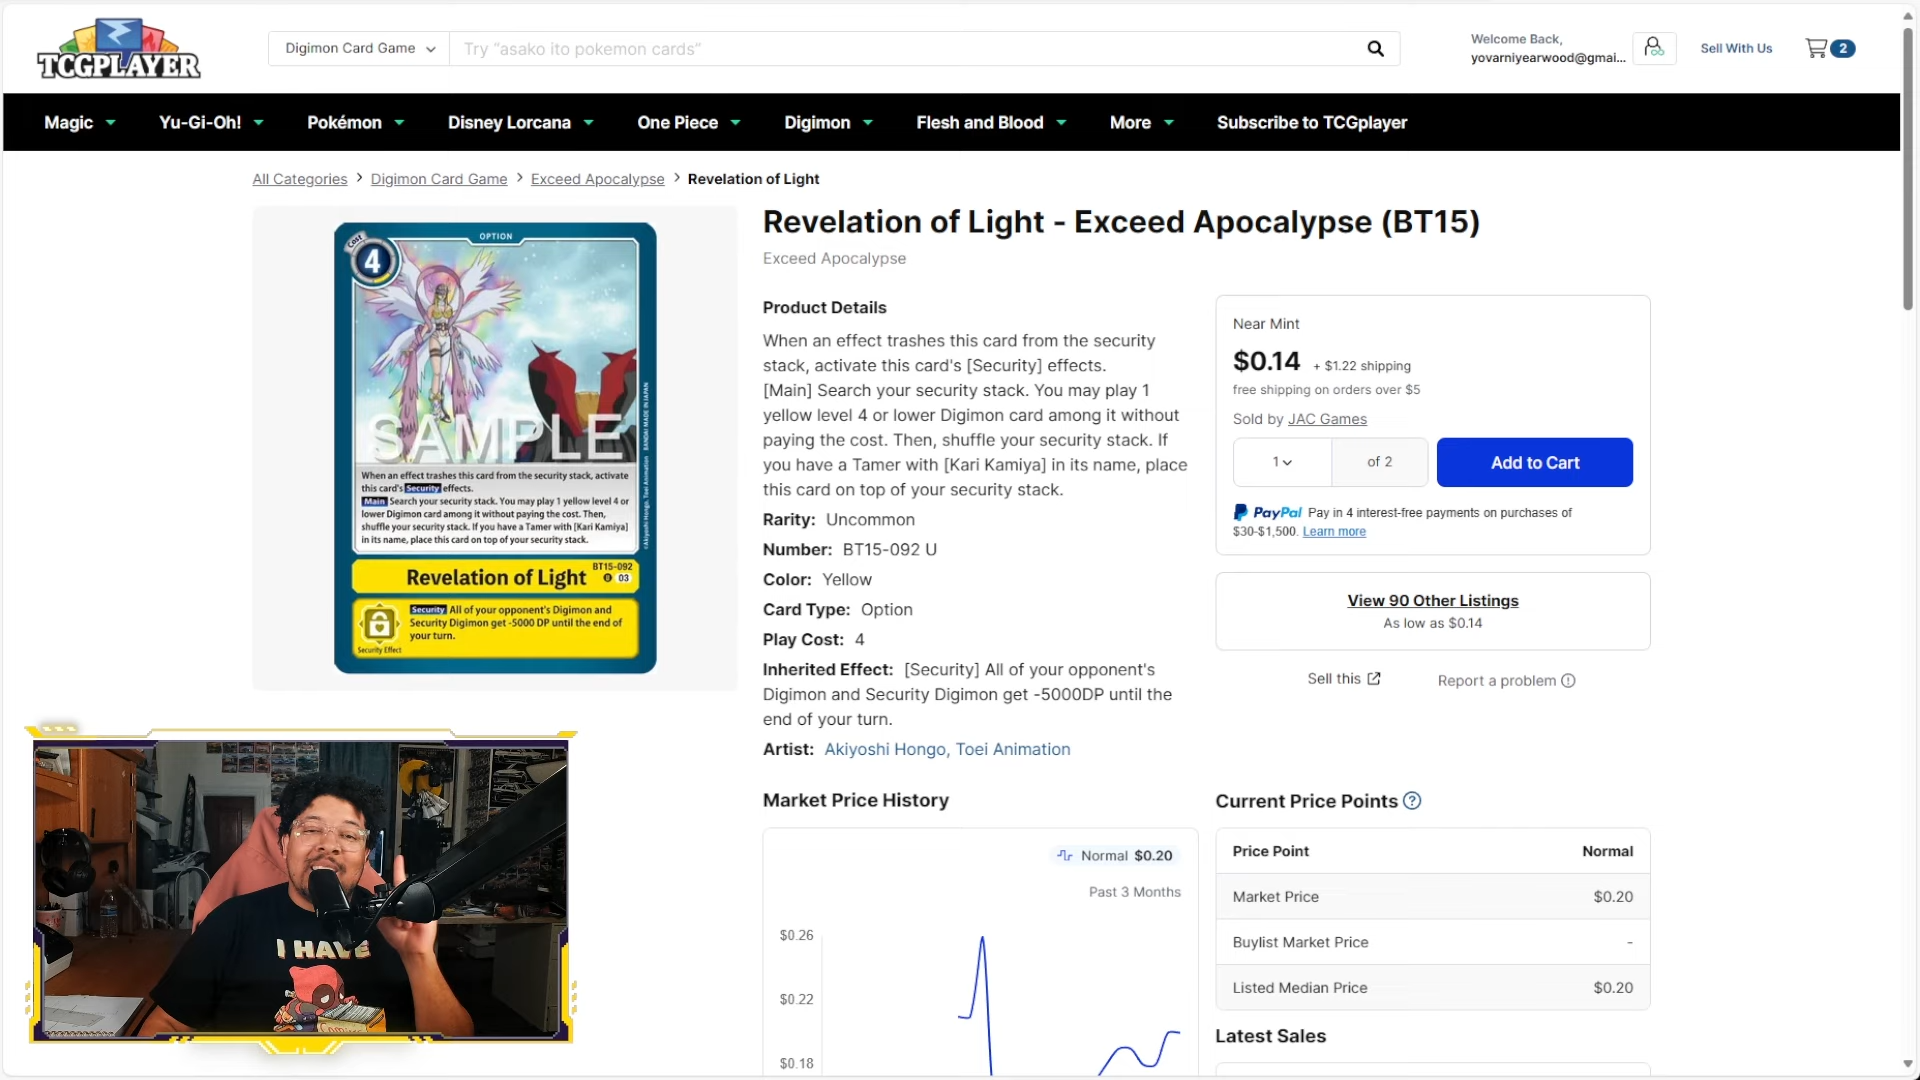 TCGPLAYER
Digimon Card Game
Try “asako ito pokemon cards”
Welcome Back,
yovarniyearwood@gmai...
Sell With Us
2
Magic
Yu-Gi-Oh!
Pokémon
Disney Lorcana
One Piece
Digimon
Flesh and Blood
More
Subscribe to TCGplayer
All Categories > Digimon Card Game > Exceed Apocalypse > Revelation of Light
OPTION
Cost
4
SAMPLE
When an effect trashes this card from the security stack, activate
this card's Security effects.
Main Search your security stack. You may play 1 yellow level 4 or
lower Digimon card among it without paying the cost. Then,
shuffle your security stack. If you have a Tamer with [Kari Kamiya]
in its name, place this card on top of your security stack.
©Akiyoshi Hongo, Toei Animation BANDAI MADE IN JAPAN
Revelation of Light
BT15-092
U 03
Security All of your opponent's Digimon and
Security Digimon get -5000 DP until the end of
your turn.
Security Effect
Revelation of Light - Exceed Apocalypse (BT15)
Exceed Apocalypse
Product Details
When an effect trashes this card from the security
stack, activate this card's [Security] effects.
[Main] Search your security stack. You may play 1
yellow level 4 or lower Digimon card among it without
paying the cost. Then, shuffle your security stack. If
you have a Tamer with [Kari Kamiya] in its name, place
this card on top of your security stack.
Rarity: Uncommon
Number: BT15-092 U
Color: Yellow
Card Type: Option
Play Cost: 4
Inherited Effect: [Security] All of your opponent's
Digimon and Security Digimon get -5000DP until the
end of your turn.
Artist: Akiyoshi Hongo, Toei Animation
Near Mint
$0.14 + $1.22 shipping
free shipping on orders over $5
Sold by JAC Games
1
of 2
Add to Cart
PayPal Pay in 4 interest-free payments on purchases of
$30-$1,500. Learn more
View 90 Other Listings
As low as $0.14
Sell this
Report a problem
Market Price History
Normal $0.20
Past 3 Months
$0.26
$0.22
$0.18
Current Price Points
Price Point Normal
Market Price $0.20
Buylist Market Price -
Listed Median Price $0.20
Latest Sales
I HAVE
Comics